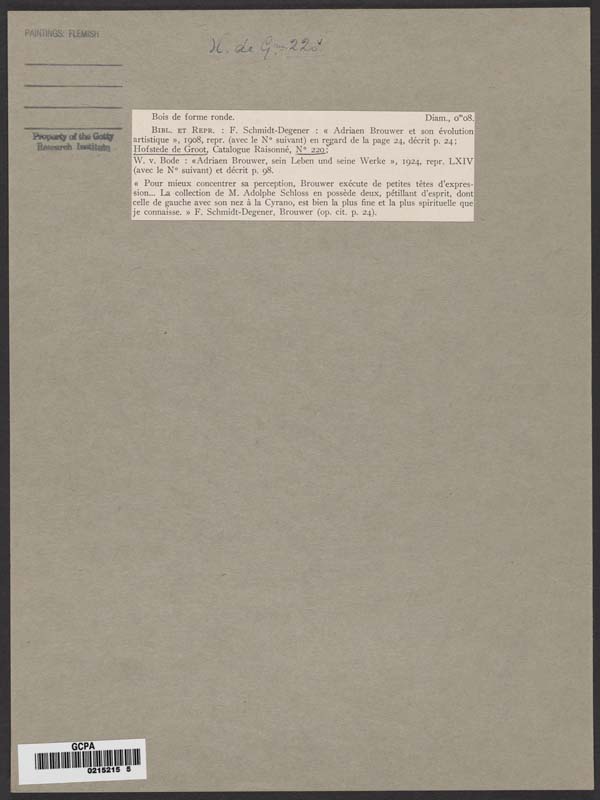 PAINTINGS: FLEMISH
H. de G. 220
Property of the Getty
Research Institute
Bois de forme ronde. Diam., 0m08.
BIBL. ET REPR. : F. Schmidt-Degener : « Adriaen Brouwer et son évolution
artistique », 1908, repr. (avec le N° suivant) en regard de la page 24, décrit p. 24;
Hofstede de Groot, Catalogue Raisonné, N° 220;
W. v. Bode : «Adriaen Brouwer, sein Leben und seine Werke », 1924, repr. LXIV
(avec le N° suivant) et décrit p. 98.
« Pour mieux concentrer sa perception, Brouwer exécute de petites têtes d'expres-
sion... La collection de M. Adolphe Schloss en possède deux, pétillant d'esprit, dont
celle de gauche avec son nez à la Cyrano, est bien la plus fine et la plus spirituelle que
je connaisse. » F. Schmidt-Degener, Brouwer (op. cit. p. 24).
GCPA
0215215 5